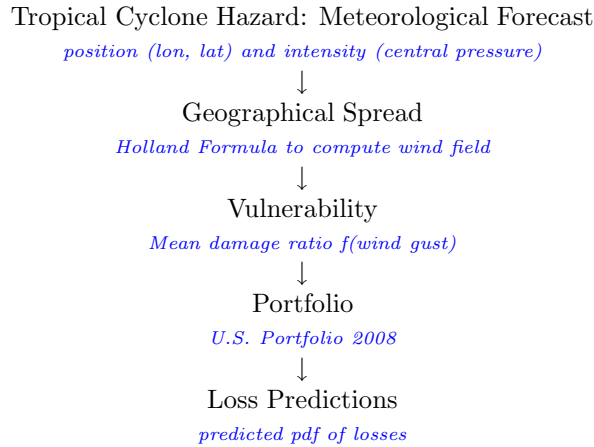 Tropical Cyclone Hazard: Meteorological Forecast
position (lon, lat) and intensity (central pressure)
↓
Geographical Spread
Holland Formula to compute wind field
↓
Vulnerability
Mean damage ratio f(wind gust)
↓
Portfolio
U.S. Portfolio 2008
↓
Loss Predictions
predicted pdf of losses